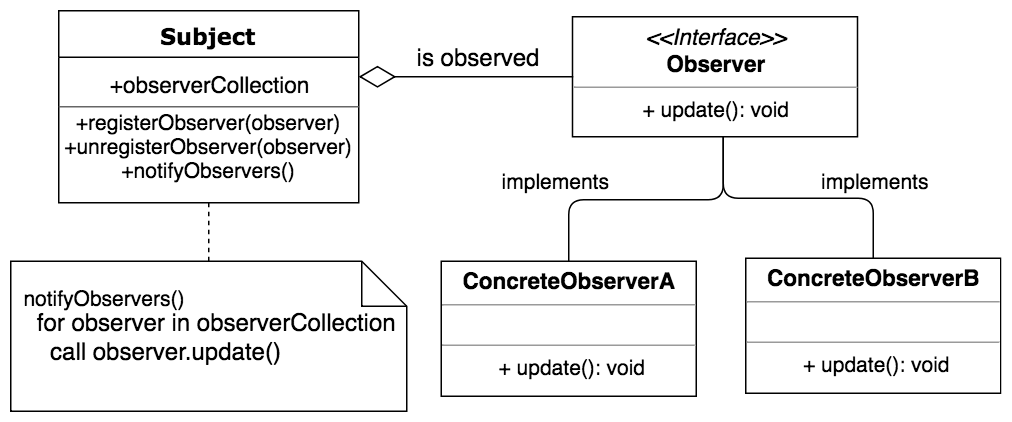 Subject
+observerCollection
+registerObserver(observer)
+unregisterObserver(observer)
+notifyObservers()
is observed
<<Interface>>
Observer
+ update(): void
implements
implements
notifyObservers()
for observer in observerCollection
call observer.update()
ConcreteObserverA
+ update(): void
ConcreteObserverB
+ update(): void